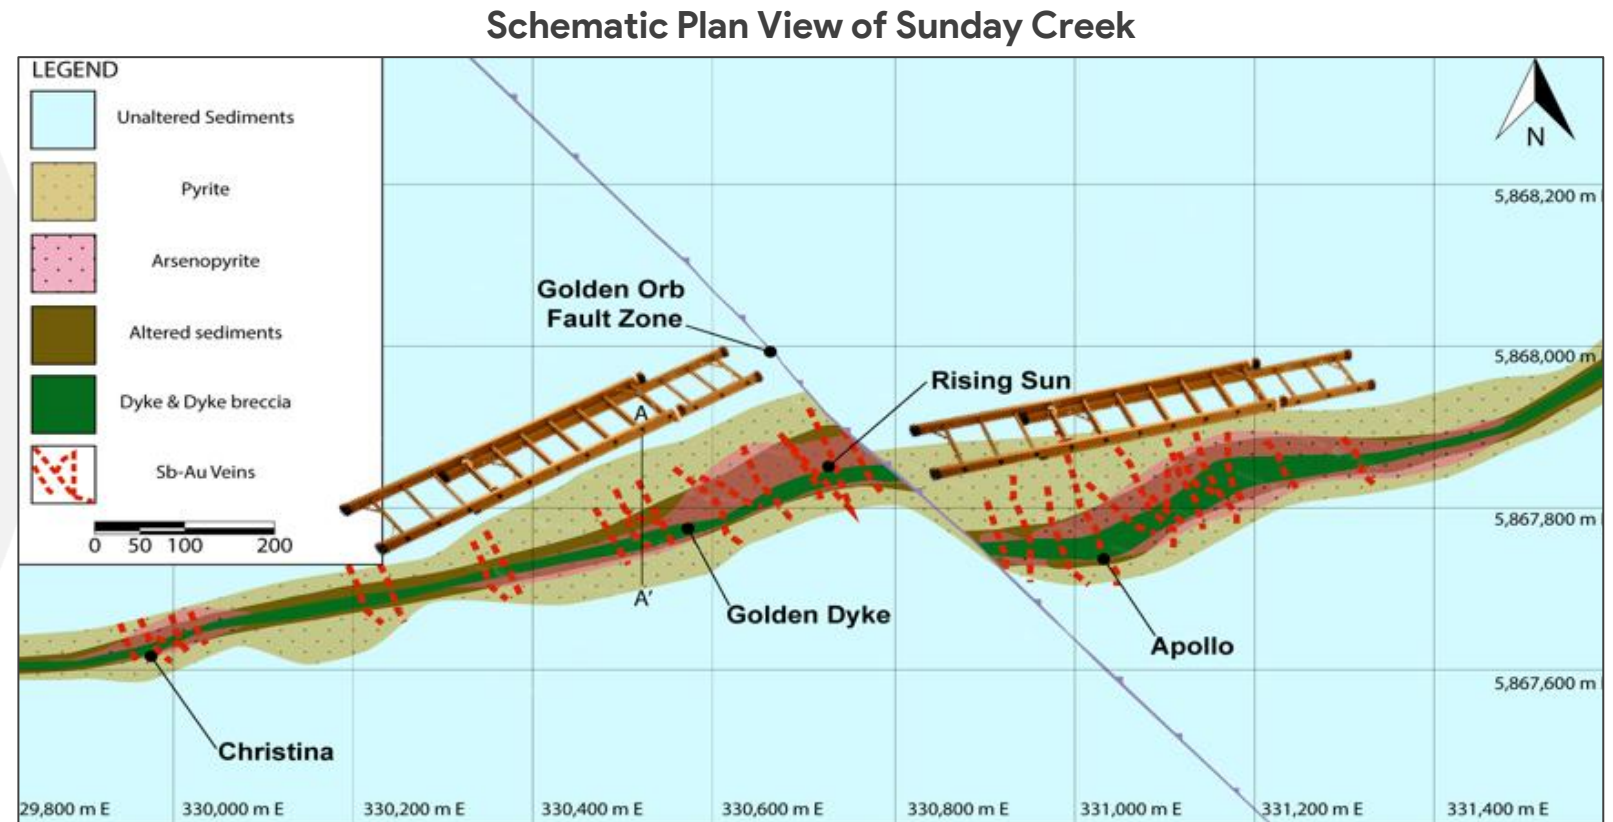 Schematic Plan View of Sunday Creek
LEGEND
Unaltered Sediments
Pyrite
Arsenopyrite
Altered sediments
Dyke & Dyke breccia
Sb-Au Veins
0 50 100 200
N
5,868,200 m
Golden Orb
Fault Zone
5,868,000 m
Rising Sun
A
5,867,800 m
A'
Golden Dyke
Apollo
5,867,600 m
Christina
29,800 m E 330,000 m E 330,200 m E 330,400 m E 330,600 m E 330,800 m E 331,000 m E 331,200 m E 331,400 m E